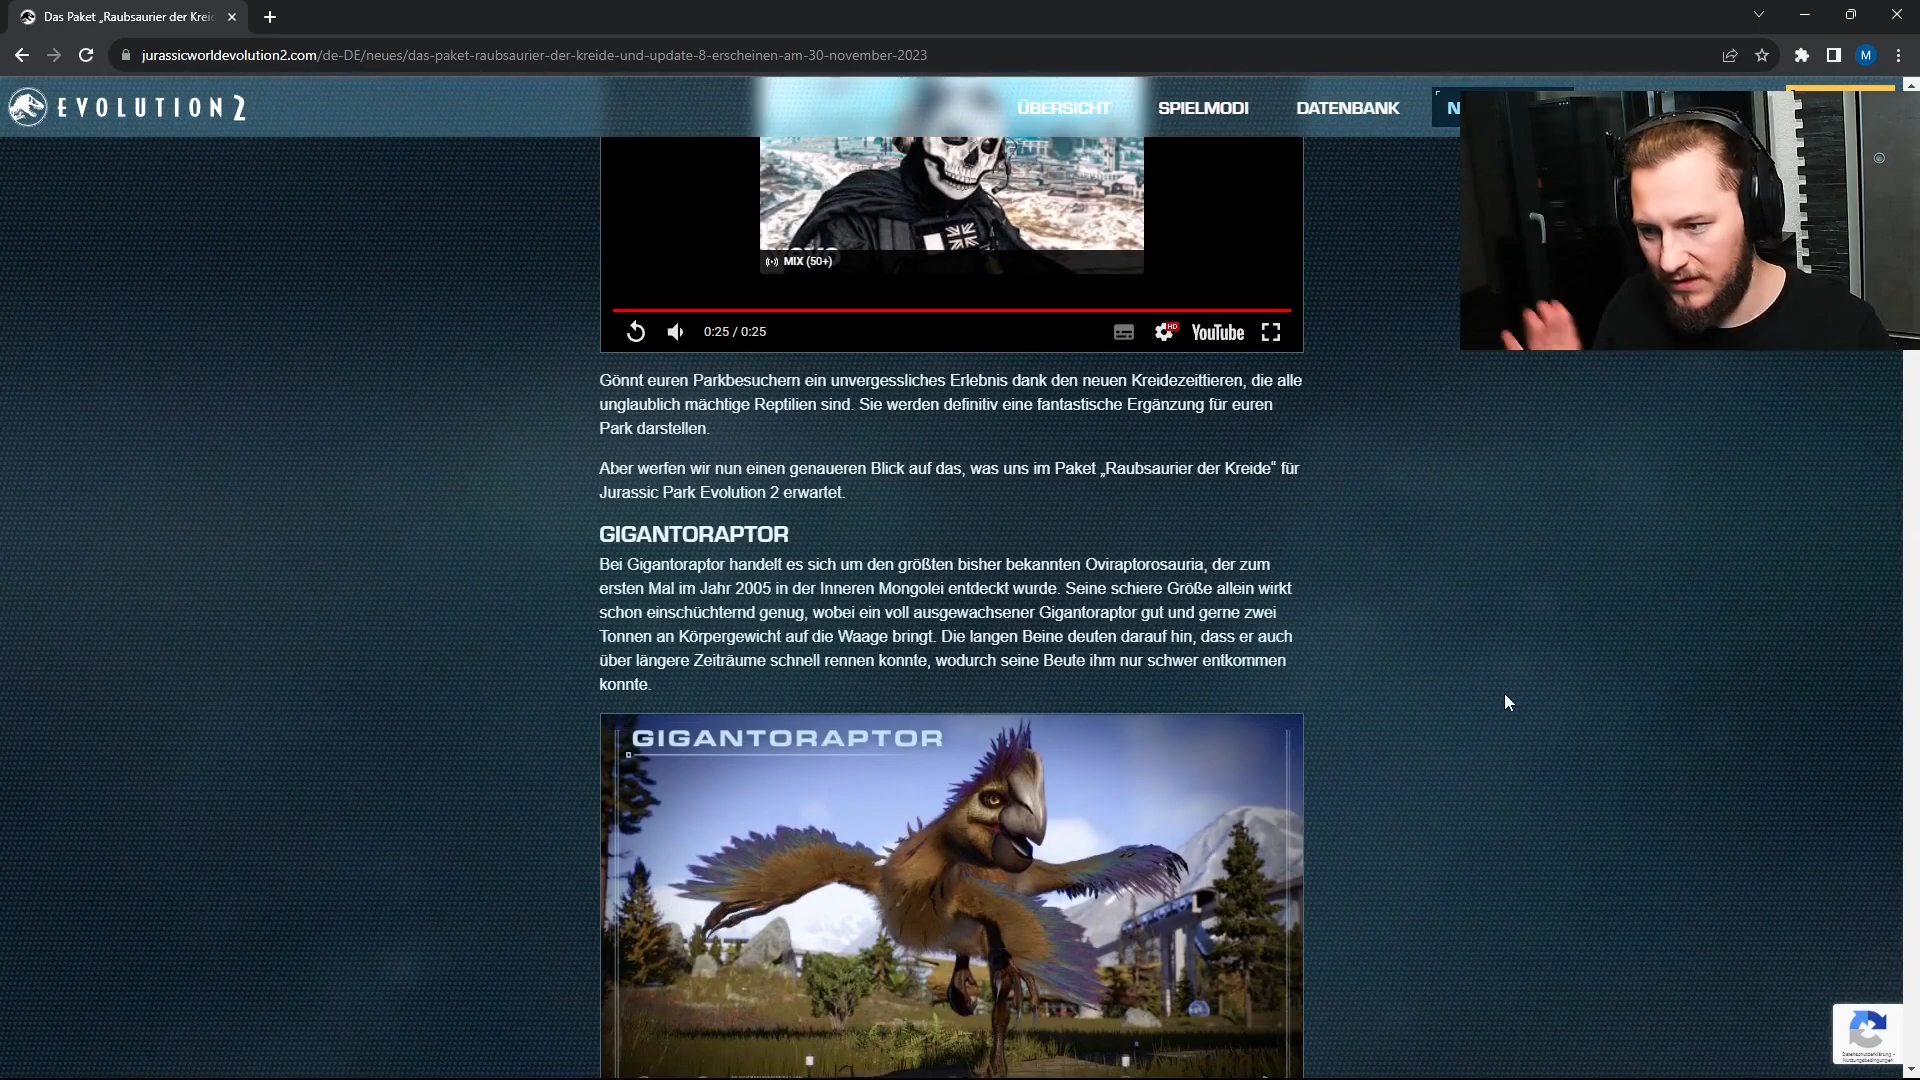 Das Paket „Raubsaurier der Kreid
jurassicworldevolution2.com/de-DE/neues/das-paket-raubsaurier-der-kreide-und-update-8-erscheinen-am-30-november-2023
M
EVOLUTION 2
ÜBERSICHT
SPIELMODI
DATENBANK
N
MIX (50+)
0:25 / 0:25
HD
YouTube
Gönnt euren Parkbesuchern ein unvergessliches Erlebnis dank den neuen Kreidezeittieren, die alle
unglaublich mächtige Reptilien sind. Sie werden definitiv eine fantastische Ergänzung für euren
Park darstellen.
Aber werfen wir nun einen genaueren Blick auf das, was uns im Paket „Raubsaurier der Kreide“ für
Jurassic Park Evolution 2 erwartet.
GIGANTORAPTOR
Bei Gigantoraptor handelt es sich um den größten bisher bekannten Oviraptorosauria, der zum
ersten Mal im Jahr 2005 in der Inneren Mongolei entdeckt wurde. Seine schiere Größe allein wirkt
schon einschüchternd genug, wobei ein voll ausgewachsener Gigantoraptor gut und gerne zwei
Tonnen an Körpergewicht auf die Waage bringt. Die langen Beine deuten darauf hin, dass er auch
über längere Zeiträume schnell rennen konnte, wodurch seine Beute ihm nur schwer entkommen
konnte.
GIGANTORAPTOR
Datenschutzerklärung -
Nutzungsbedingungen